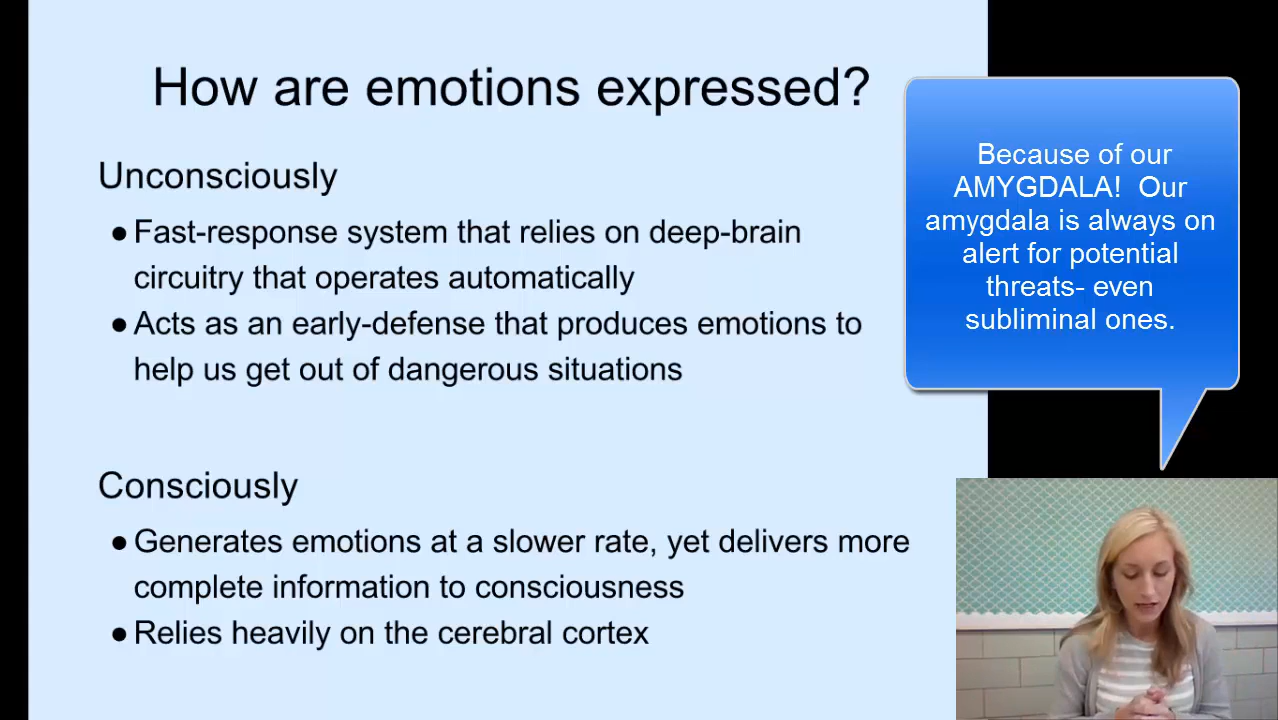 How are emotions expressed?
Unconsciously
●Fast-response system that relies on deep-brain
circuitry that operates automatically
●Acts as an early-defense that produces emotions to
help us get out of dangerous situations
Consciously
●Generates emotions at a slower rate, yet delivers more
complete information to consciousness
●Relies heavily on the cerebral cortex
Because of our
AMYGDALA! Our
amygdala is always on
alert for potential
threats- even
subliminal ones.